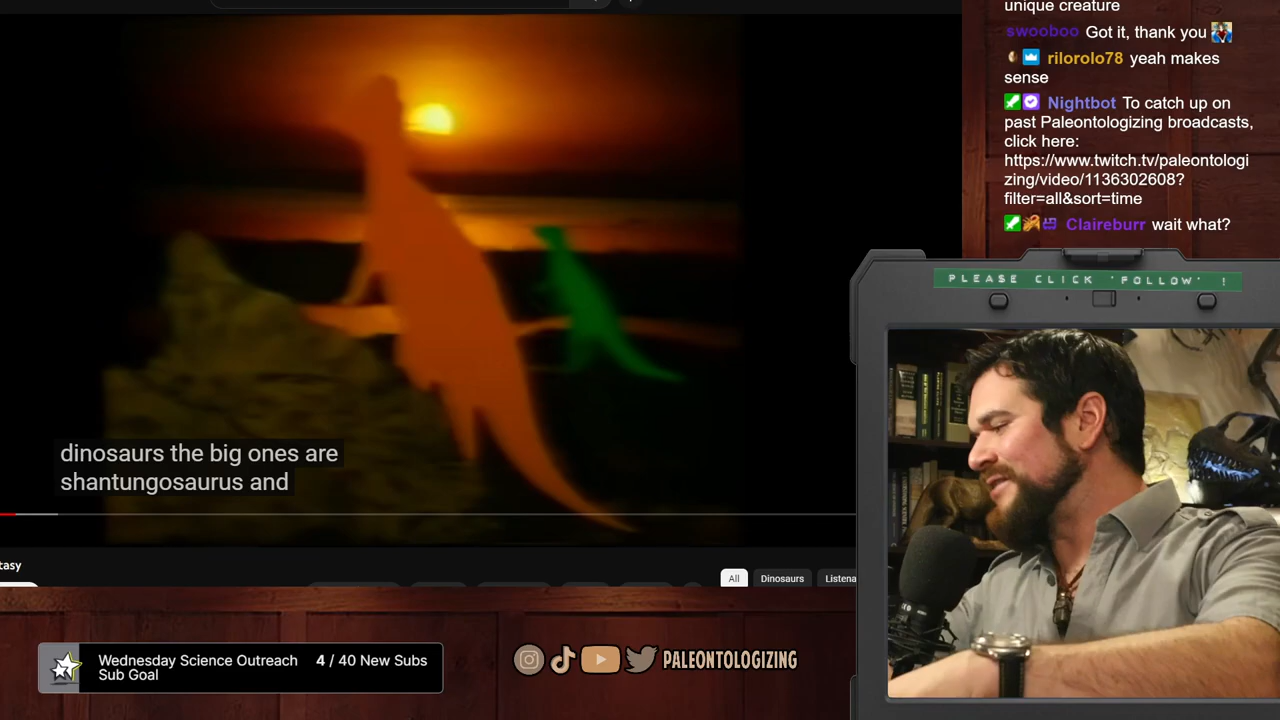 unique creature
swooboo Got it, thank you
rilorolo78 yeah makes
sense
Nightbot To catch up on
past Paleontologizing broadcasts,
click here:
https://www.twitch.tv/paleontologi
zing/video/1136302608?
filter=all&sort=time
Claireburr wait what?
PLEASE CLICK 'FOLLOW' !
dinosaurs the big ones are
shantungosaurus and
tasy
All Dinosaurs Listena
Wednesday Science Outreach 4 / 40 New Subs
Sub Goal
PALEONTOLOGIZING